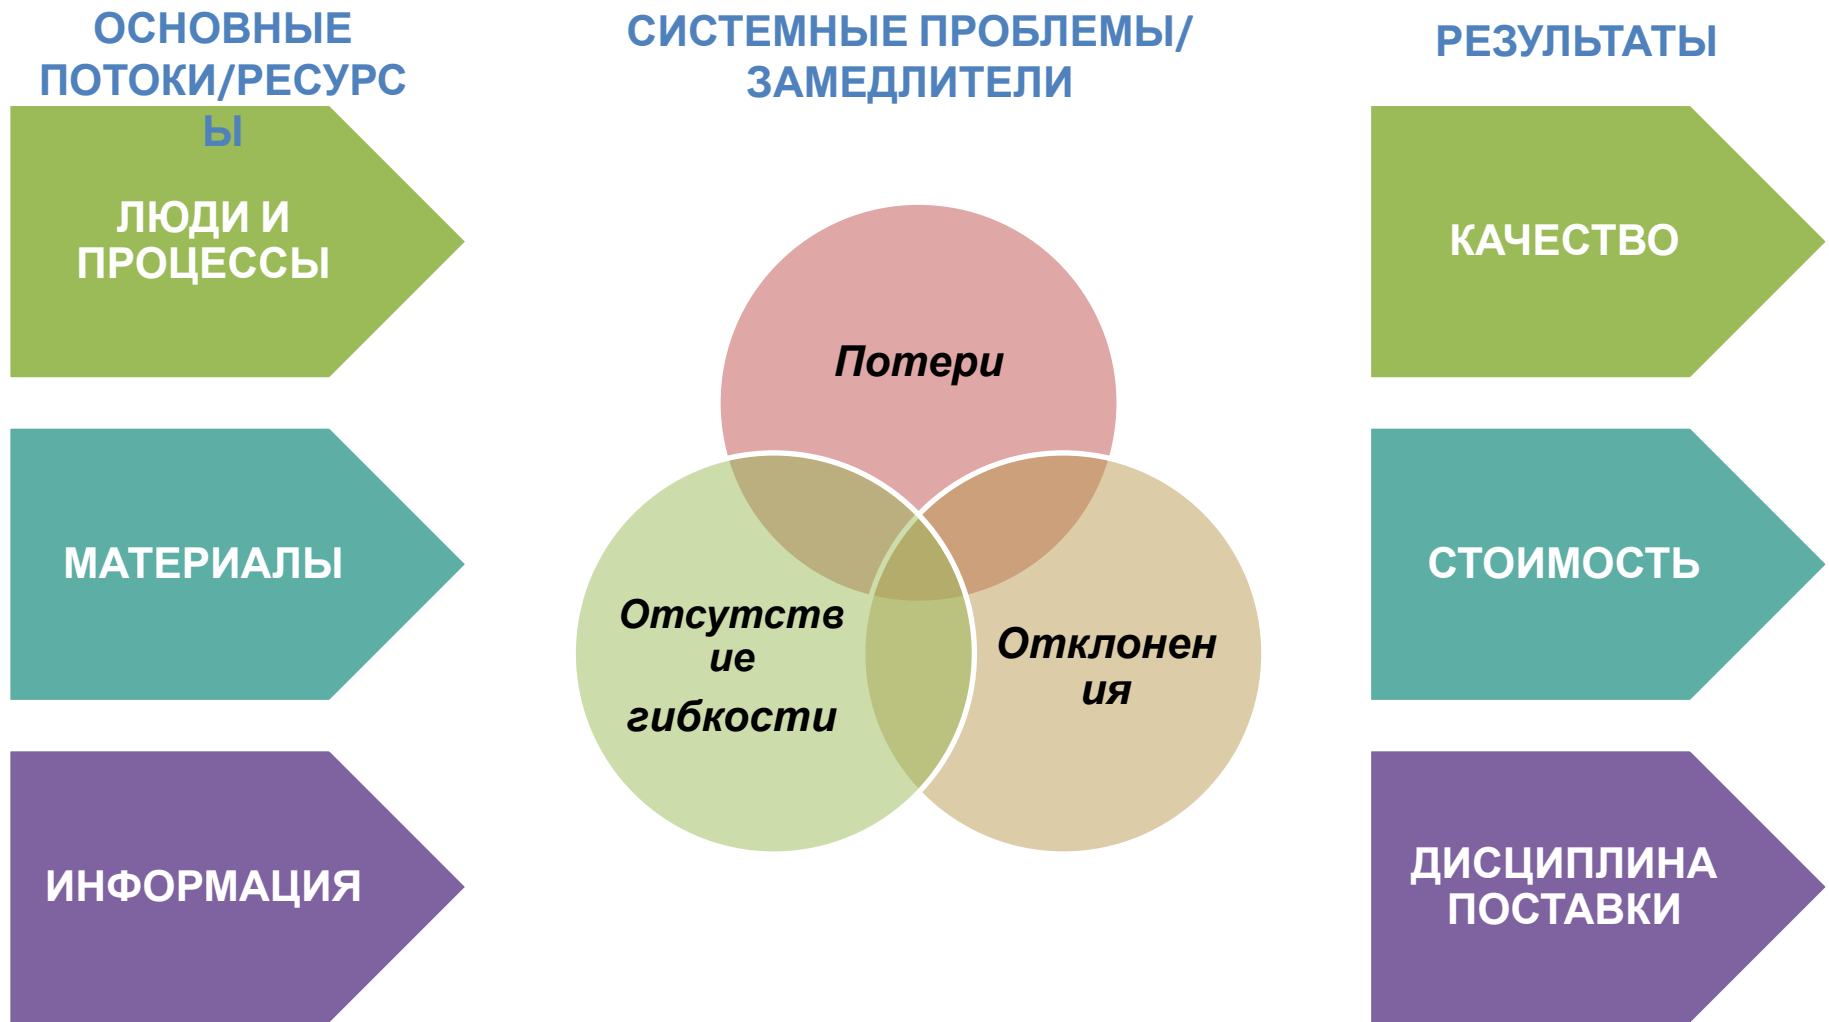 ОСНОВНЫЕ
ПОТОКИ/РЕСУРС
Ы
ЛЮДИ И
ПРОЦЕССЫ
МАТЕРИАЛЫ
ИНФОРМАЦИЯ
СИСТЕМНЫЕ ПРОБЛЕМЫ/
ЗАМЕДЛИТЕЛИ
Потери
Отсутств
ие
гибкости
Отклонен
ия
РЕЗУЛЬТАТЫ
КАЧЕСТВО
СТОИМОСТЬ
ДИСЦИПЛИНА
ПОСТАВКИ